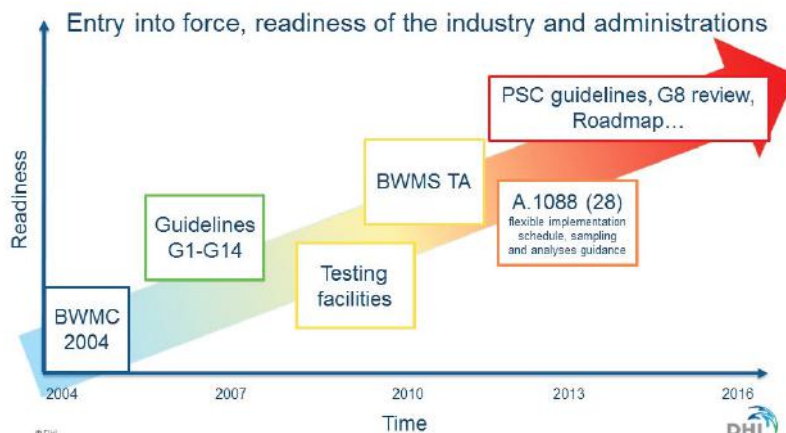 Entry into force, readiness of the industry and administrations
PSC guidelines, G8 review,
Roadmap...
BWMS TA
A.1088 (28)
flexible implementation
schedule, sampling
and analyses guidance
Guidelines
G1-G14
Testing
facilities
BWMC
2004
Readiness
2004
2007
2010
2013
2016
Time
© DHI
DHI